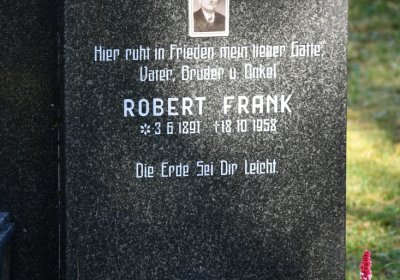 Hier ruht in Frieden mein lieber Gatte,
Vater, Bruder u. Onkel
ROBERT FRANK
✲ 3 6 1891 †18 10 1958
Die Erde Sei Dir Leicht.